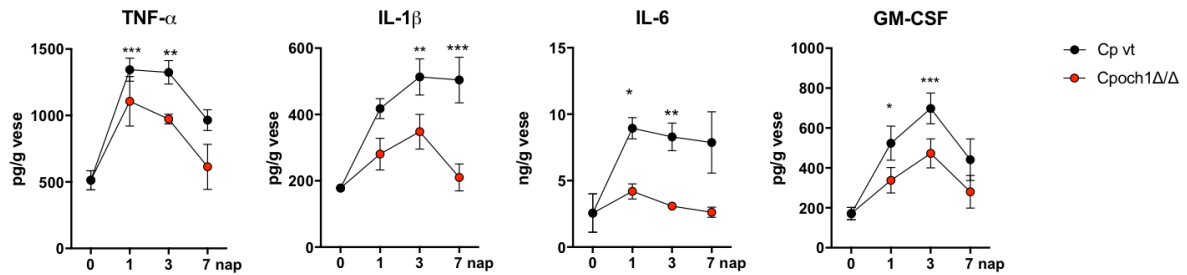 TNF-α
pg/g vese
1500
1000
500
0
***
**
0 1 3 7 nap
IL-1β
pg/g vese
600
400
200
0
**
***
0 1 3 7 nap
IL-6
ng/g vese
15
10
5
0
*
**
0 1 3 7 nap
GM-CSF
pg/g vese
1000
800
600
400
200
0
*
***
0 1 3 7 nap
Cp vt
Cpoch1Δ/Δ